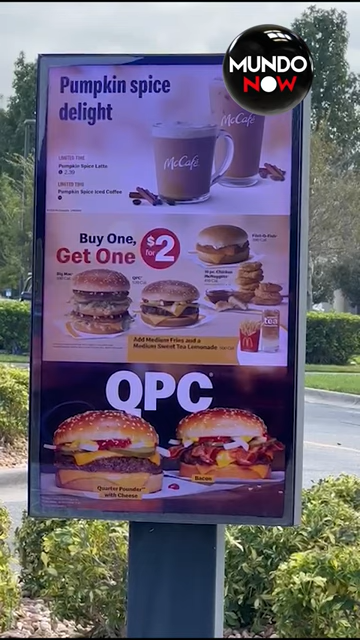 MUNDO
NOW
Pumpkin spice
delight
McCafé
McCafé
LIMITED TIME
Pumpkin Spice Latte
2.39
LIMITED TIME
Pumpkin Spice Iced Coffee
Buy One,
Get One
$2
for
Big Mac
QPC
10 pc. Chicken
McNuggets
Add Medium Fries and a
Medium Sweet Tea Lemonade
QPC
Quarter Pounder
with Cheese
Bacon